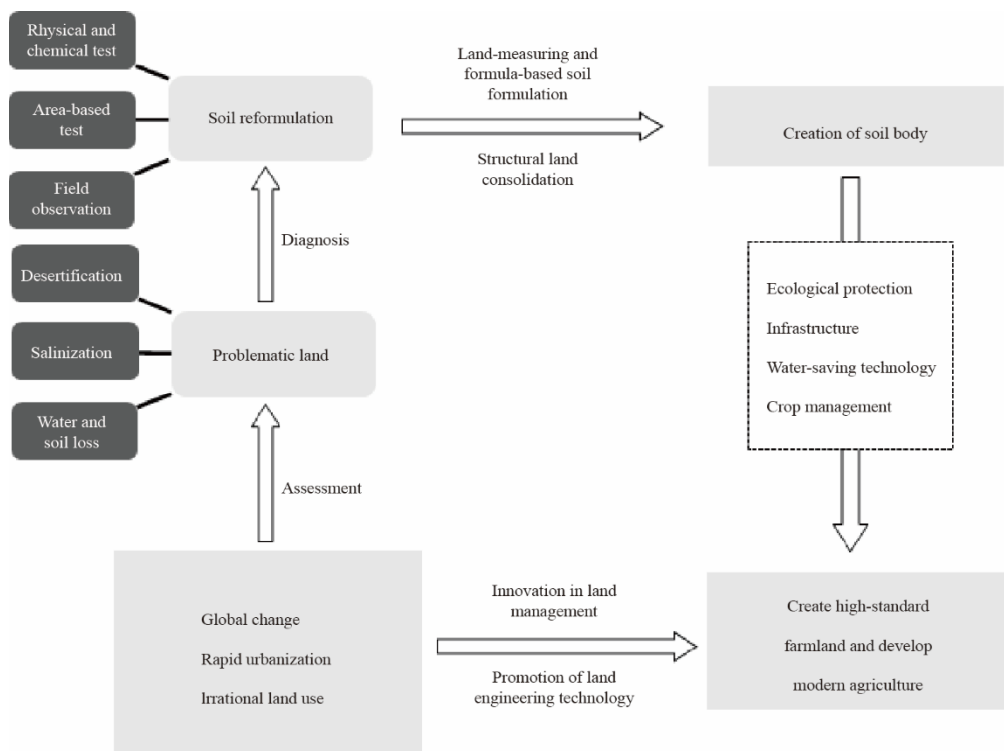 Rhysical and
chemical test
Area-based
test
Field
observation
Soil reformulation
Land-measuring and
formula-based soil
formulation
Structural land
consolidation
Creation of soil body
Diagnosis
Desertification
Salinization
Water and
soil loss
Problematic land
Ecological protection
Infrastructure
Water-saving technology
Crop management
Assessment
Global change
Rapid urbanization
Irrational land use
Innovation in land
management
Promotion of land
engineering technology
Create high-standard
farmland and develop
modern agriculture